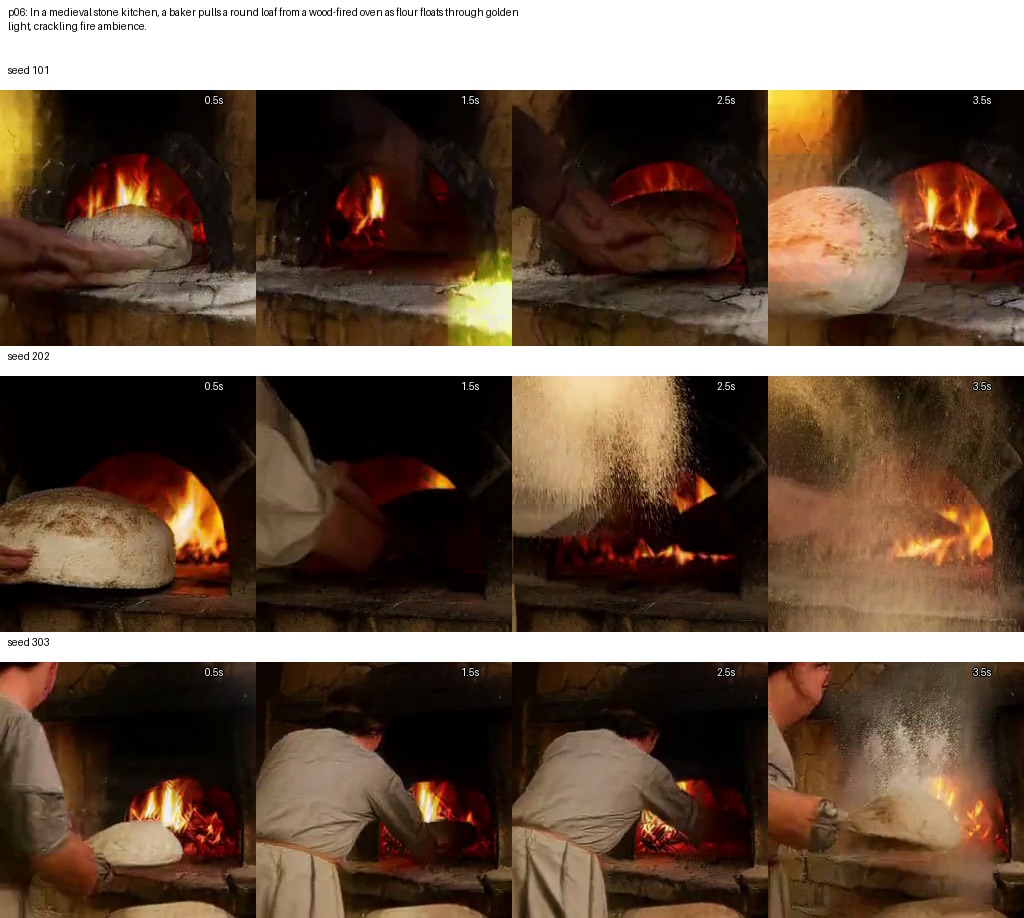 p06: In a medieval stone kitchen, a baker pulls a round loaf from a wood-fired oven as flour floats through golden
light, crackling fire ambience.
seed 101
0.5s 1.5s 2.5s 3.5s
seed 202
0.5s 1.5s 2.5s 3.5s
seed 303
0.5s 1.5s 2.5s 3.5s